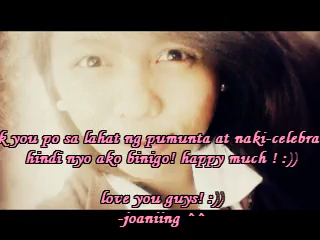 you po sa lahat ng pumunta at naki-celebra
hindi nyo ako binigo! happy much ! :))
love you guys! :))
-joaniing ^^